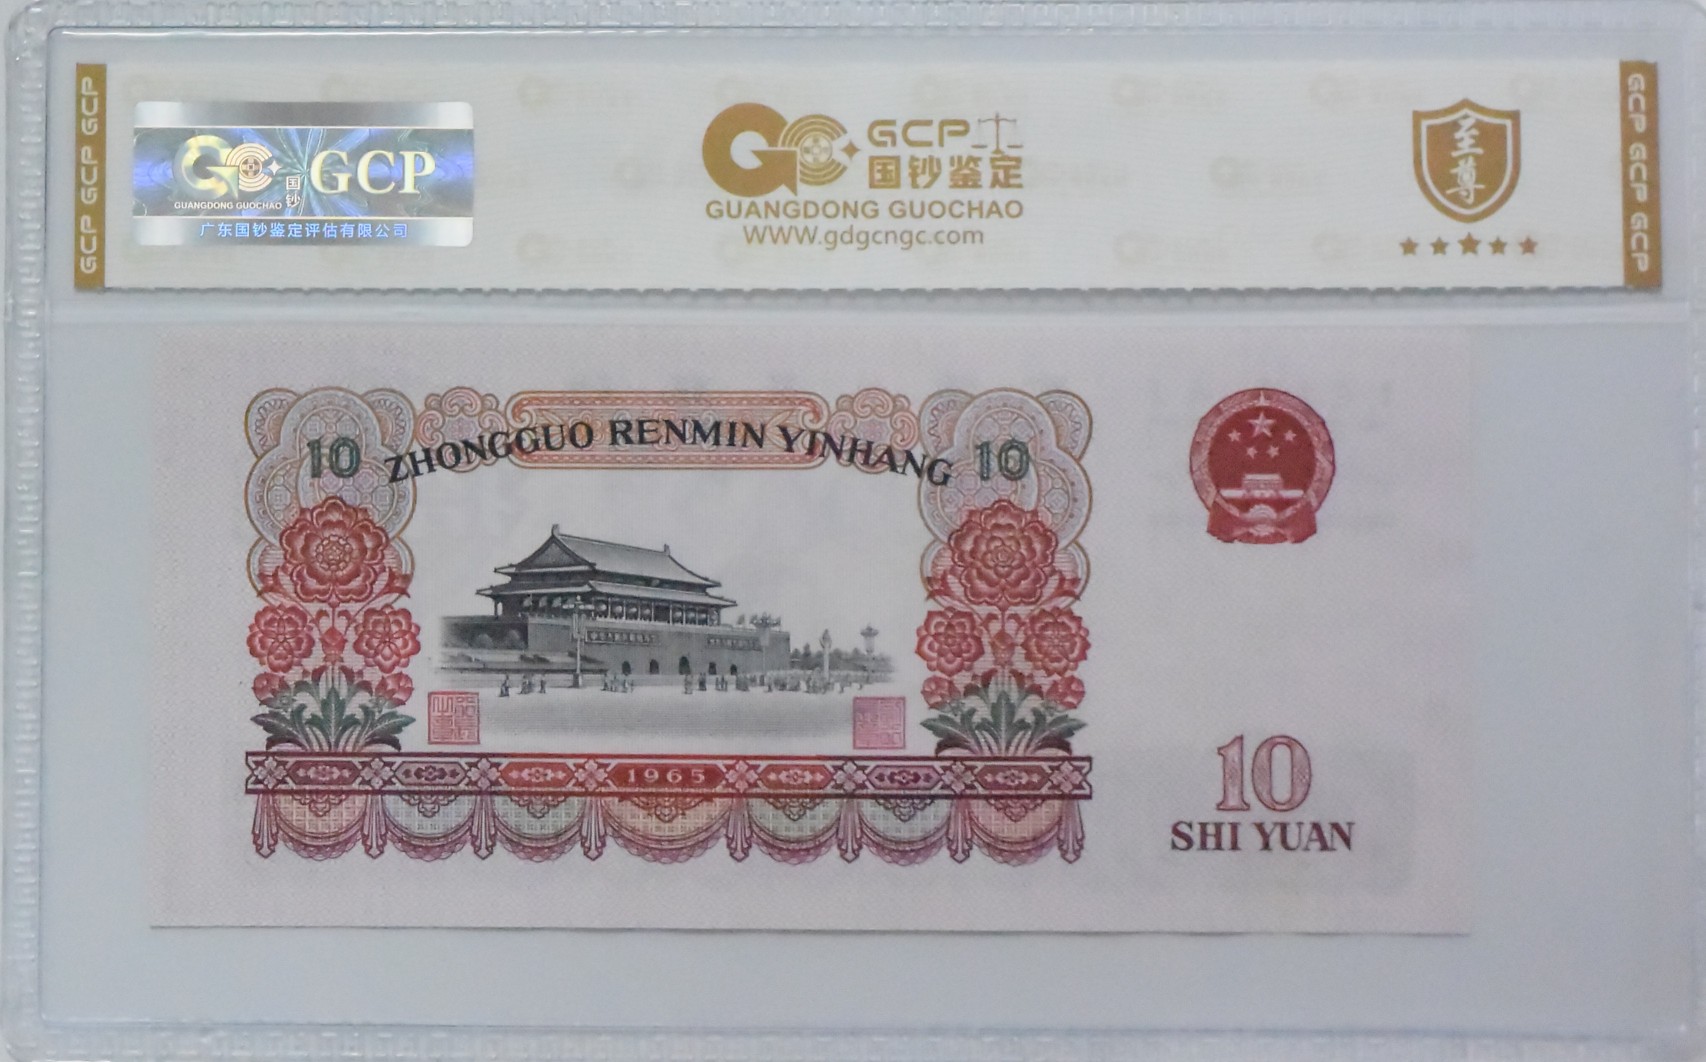 GCP GCP GCP
GCP
国钞
GUANGDONG GUOCHAO
广东国钞鉴定评估有限公司
GCP
国钞鉴定
GUANGDONG GUOCHAO
WWW.gdgcngc.com
至尊
GCP GCP GCP
ZHONGGUO RENMIN YINHANG
10
10
1965
10
SHI YUAN